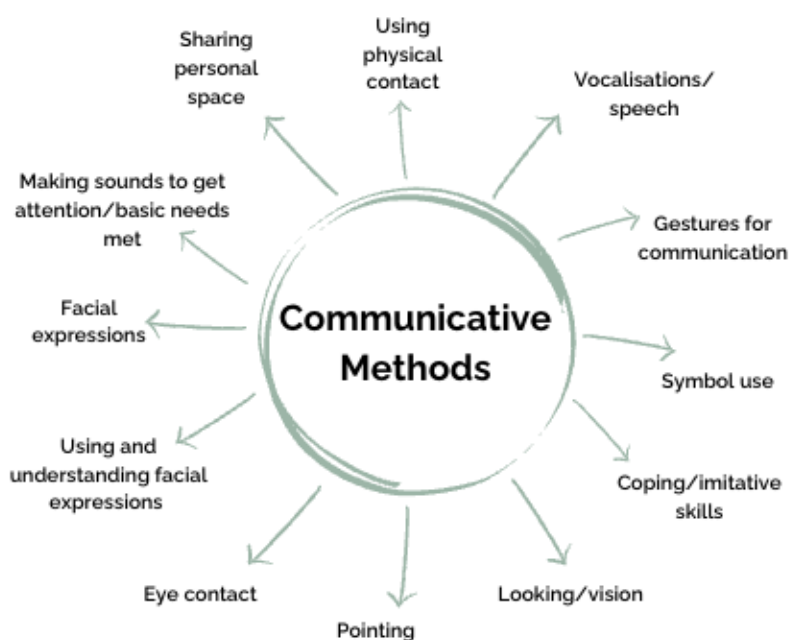 Communicative
Methods
Using
physical
contact
Vocalisations/
speech
Gestures for
communication
Symbol use
Coping/imitative
skills
Looking/vision
Pointing
Eye contact
Using and
understanding facial
expressions
Facial
expressions
Making sounds to get
attention/basic needs
met
Sharing
personal
space